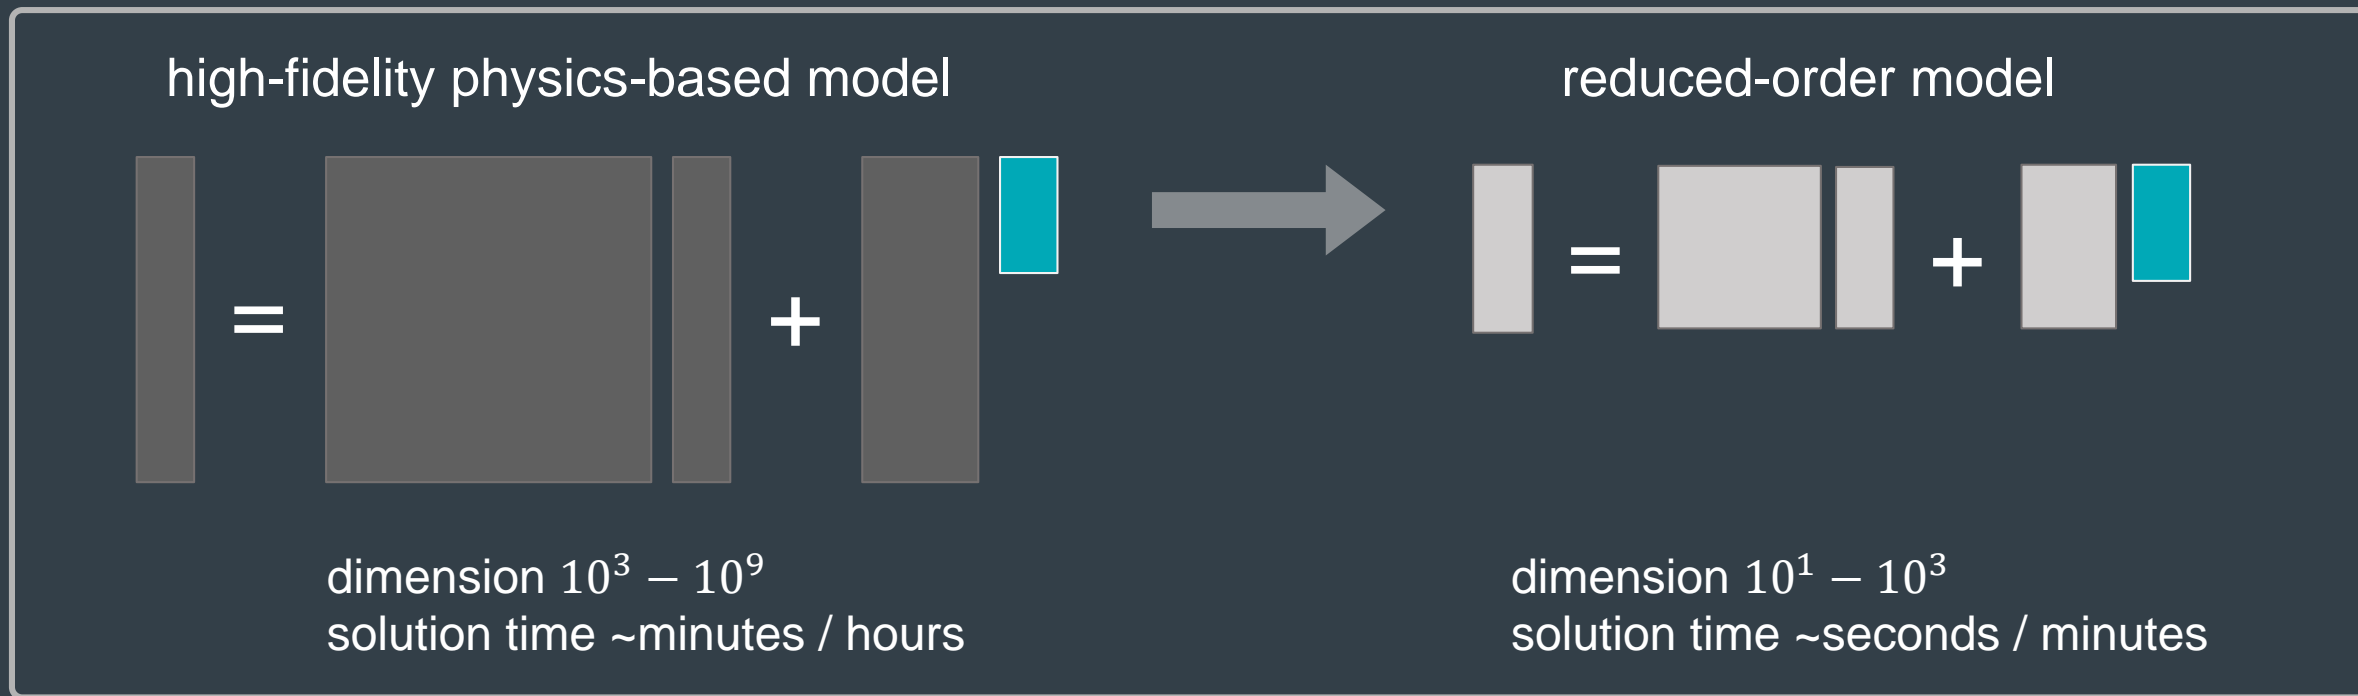 high-fidelity physics-based model
= +
dimension 10³ – 10⁹
solution time ~minutes / hours
reduced-order model
= +
dimension 10¹ – 10³
solution time ~seconds / minutes